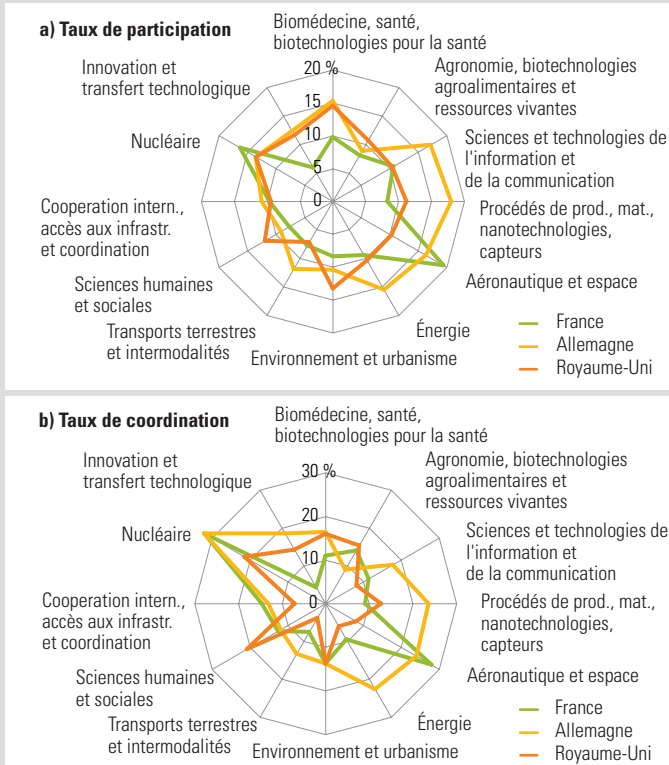 a) Taux de participation
Biomédecine, santé,
biotechnologies pour la santé
Agronomie, biotechnologies
agroalimentaires et
ressources vivantes
Sciences et technologies de
l'information et
de la communication
Procédés de prod., mat.,
nanotechnologies,
capteurs
Aéronautique et espace
Énergie
Environnement et urbanisme
Transports terrestres
et intermodalités
Sciences humaines
et sociales
Cooperation intern.,
accès aux infrastr.
et coordination
Nucléaire
Innovation et
transfert technologique
20 %
15
10
5
0
France
Allemagne
Royaume-Uni
b) Taux de coordination
Biomédecine, santé,
biotechnologies pour la santé
Agronomie, biotechnologies
agroalimentaires et
ressources vivantes
Sciences et technologies de
l'information et
de la communication
Procédés de prod., mat.,
nanotechnologies,
capteurs
Aéronautique et espace
Énergie
Environnement et urbanisme
Transports terrestres
et intermodalités
Sciences humaines
et sociales
Cooperation intern.,
accès aux infrastr.
et coordination
Nucléaire
Innovation et
transfert technologique
30 %
20
10
0
France
Allemagne
Royaume-Uni